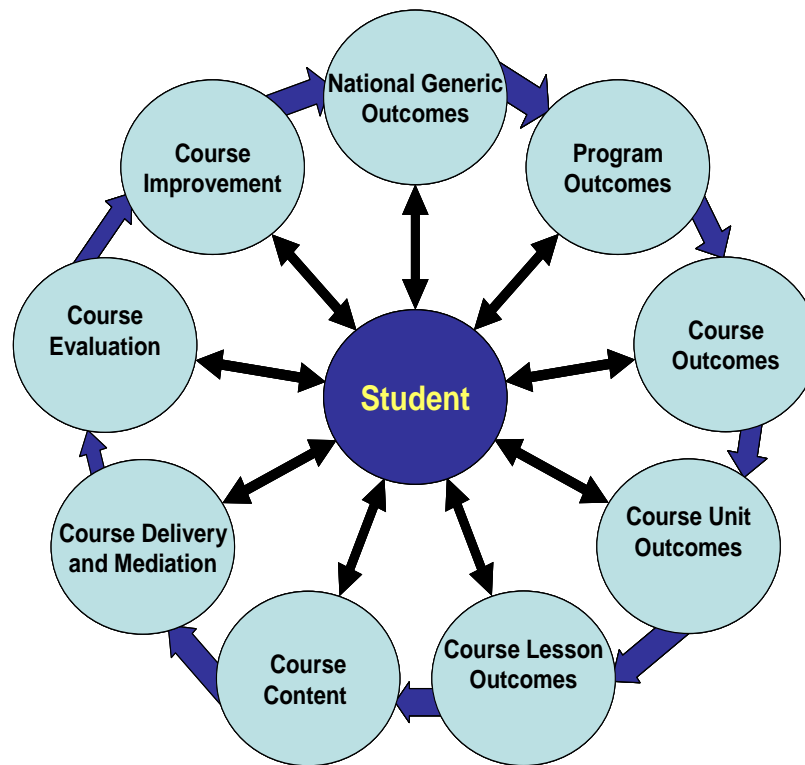 National Generic
Outcomes
Program
Outcomes
Course
Outcomes
Course Unit
Outcomes
Course Lesson
Outcomes
Course
Content
Course Delivery
and Mediation
Course
Evaluation
Course
Improvement
Student